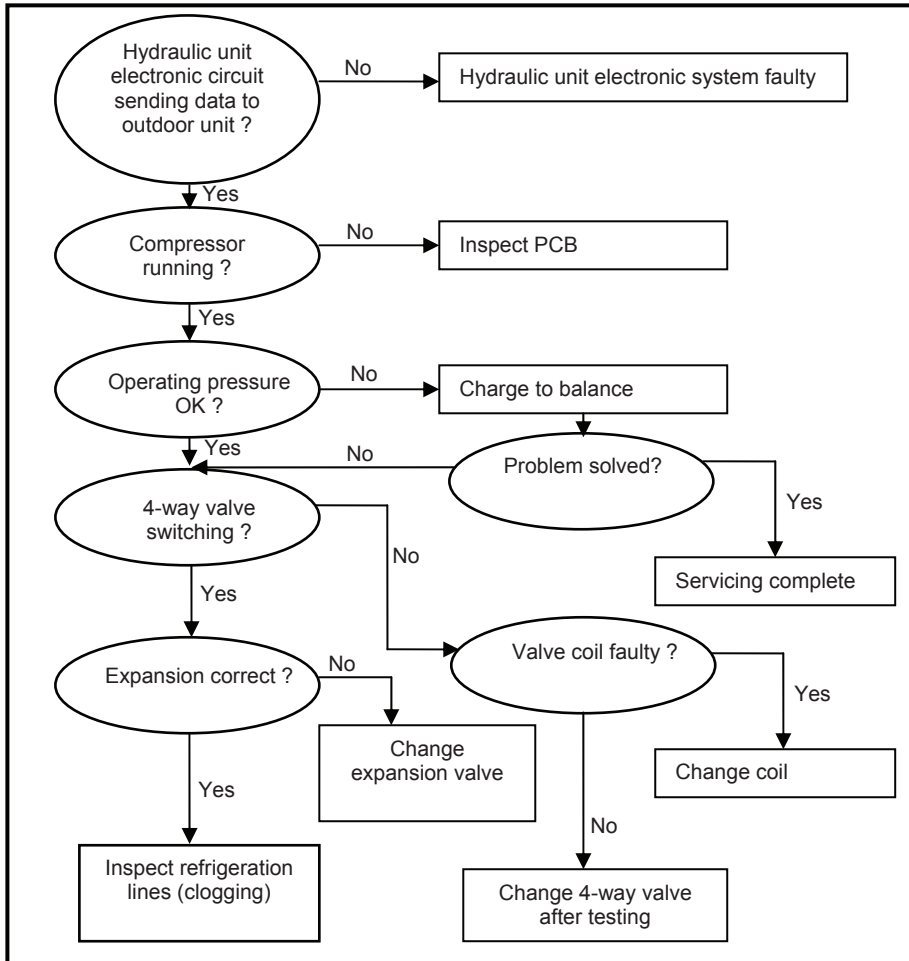 Hydraulic unit
electronic circuit
sending data to
outdoor unit ?
No
Hydraulic unit electronic system faulty
Yes
Compressor
running ?
No
Inspect PCB
Yes
Operating pressure
OK ?
No
Charge to balance
Yes
No
Problem solved?
Yes
Servicing complete
4-way valve
switching ?
No
Yes
Valve coil faulty ?
Yes
Change coil
No
Change 4-way valve
after testing
Expansion correct ?
No
Change
expansion valve
Yes
Inspect refrigeration
lines (clogging)